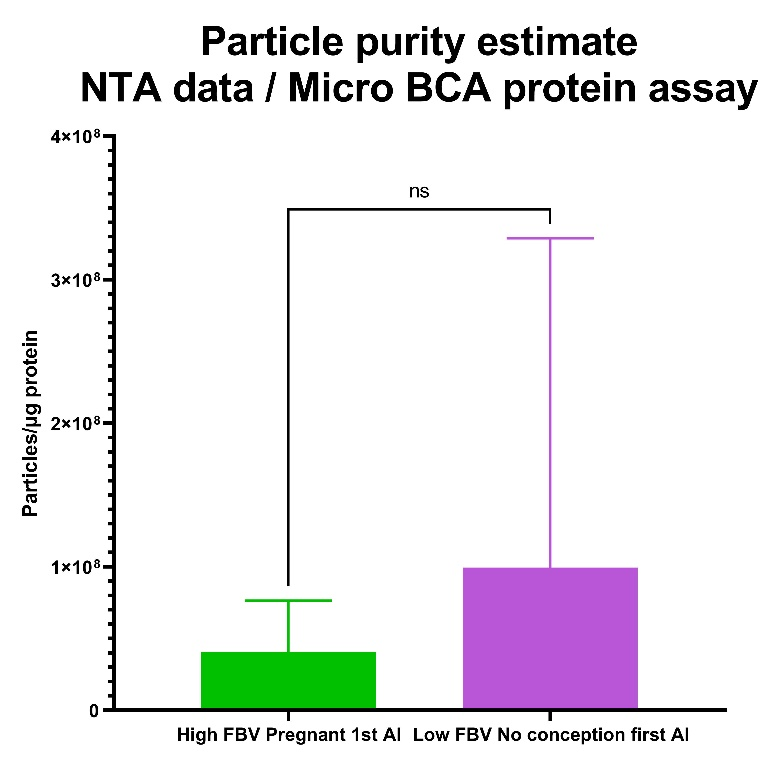 Particle purity estimate
NTA data / Micro BCA protein assay
4×10⁸
ns
3×10⁸
2×10⁸
1×10⁸
0
Particles/µg protein
High FBV Pregnant 1st AI
Low FBV No conception first AI